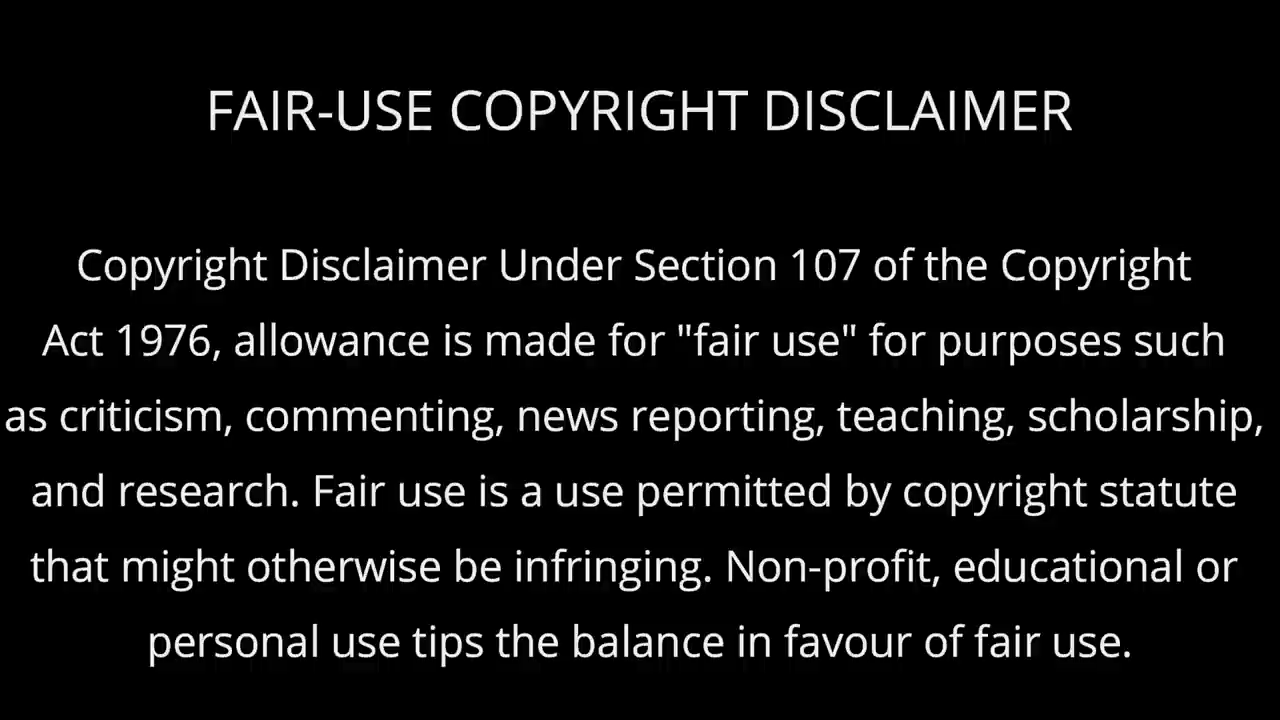 FAIR-USE COPYRIGHT DISCLAIMER
Copyright Disclaimer Under Section 107 of the Copyright
Act 1976, allowance is made for "fair use" for purposes such
as criticism, commenting, news reporting, teaching, scholarship,
and research. Fair use is a use permitted by copyright statute
that might otherwise be infringing. Non-profit, educational or
personal use tips the balance in favour of fair use.